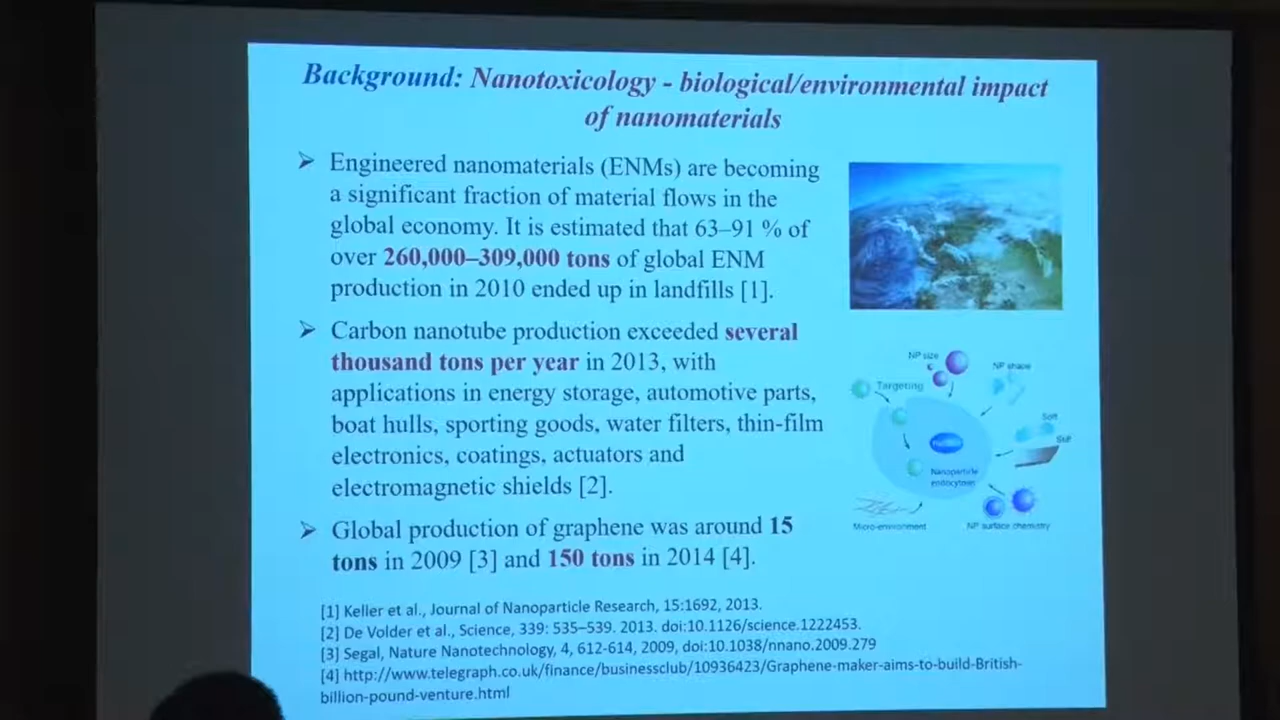 Background: Nanotoxicology - biological/environmental impact
of nanomaterials
➢ Engineered nanomaterials (ENMs) are becoming
a significant fraction of material flows in the
global economy. It is estimated that 63–91 % of
over 260,000–309,000 tons of global ENM
production in 2010 ended up in landfills [1].
➢ Carbon nanotube production exceeded several
thousand tons per year in 2013, with
applications in energy storage, automotive parts,
boat hulls, sporting goods, water filters, thin-film
electronics, coatings, actuators and
electromagnetic shields [2].
➢ Global production of graphene was around 15
tons in 2009 [3] and 150 tons in 2014 [4].
NP size
NP shape
Targeting
Soft
Stiff
Nanoparticle
endocytosis
Micro-environment
NP surface chemistry
[1] Keller et al., Journal of Nanoparticle Research, 15:1692, 2013.
[2] De Volder et al., Science, 339: 535–539. 2013. doi:10.1126/science.1222453.
[3] Segal, Nature Nanotechnology, 4, 612-614, 2009, doi:10.1038/nnano.2009.279
[4] http://www.telegraph.co.uk/finance/businessclub/10936423/Graphene-maker-aims-to-build-British-
billion-pound-venture.html